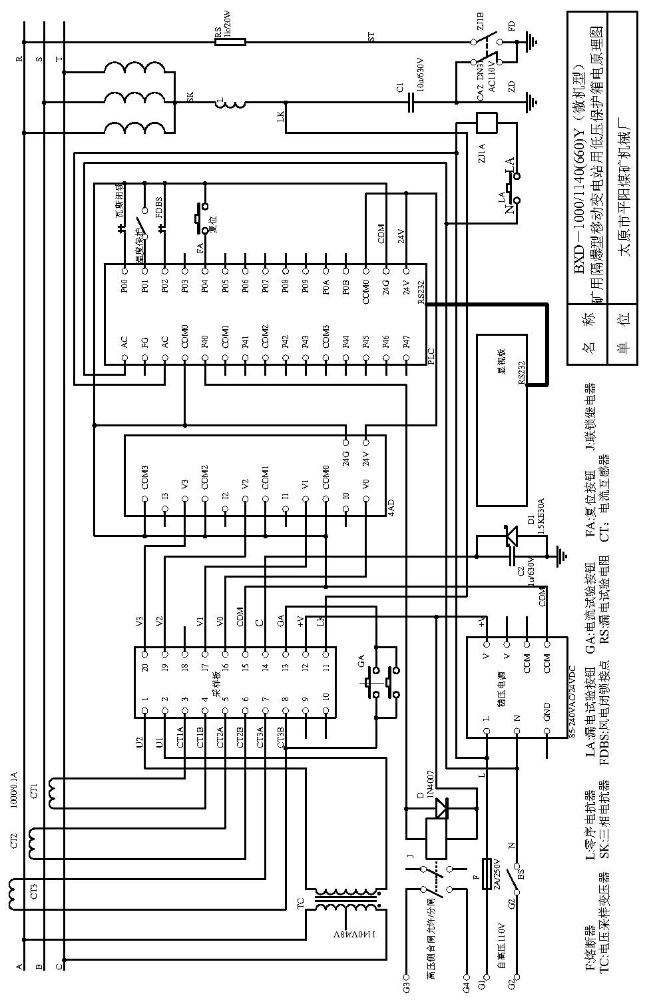 BXD－1000/1140(660)Y（微机型）
矿用隔爆型移动变电站用低压保护箱电原理图
太原市平阳煤矿机械厂
名 称
单 位
R
S
T
RS
1k/20W
ST
ZJ1B
FD
SK
L
LK
C1
10u/630V
CA2 DN31
AC110V
ZD
ZJ1A
LA
LA
N
瓦斯闭锁
温度保护
FDBS
FA
复位
COM
24V
P00
P01
P02
P03
P04
P05
P06
P07
P08
P09
P0A
P0B
COM0
24G
24V
RS232
AC
FG
AC
COM0
P40
COM1
P41
COM2
P42
P43
COM3
P44
P45
P46
P47
PLC
显视板
RS232
COM3
I3
V3
COM2
I2
V2
COM1
I1
V1
COM0
I0
V0
24G
24V
4AD
D1
1.5KE30A
C2
1u/630V
V3
V2
V1
V0
COM
C
GA
+V
LK
20
19
18
17
16
15
14
13
12
11
采样板
1
2
3
4
5
6
7
8
9
10
U2
U1
CT1A
CT1B
CT2A
CT2B
CT3A
CT3B
GA
+V
COM
V
V
COM
COM
稳压电源
L
N
GND
85-240VAC/24VDC
1000/0.1A
CT1
CT2
CT3
TC
1140V/48V
A
B
C
D
1N4007
J
L
N
F
2A/250V
BS
G2
高压侧合闸允许/分闸
自高压110V
G3
G4
G1
G2
F:熔断器
L:零序电抗器
LA:漏电试验按钮
GA:电流试验按钮
FA:复位按钮
J:联锁继电器
TC:电压采样变压器
SK:三相电抗器
FDBS:风电闭锁接点
RS:漏电试验电阻
CT：电流互感器